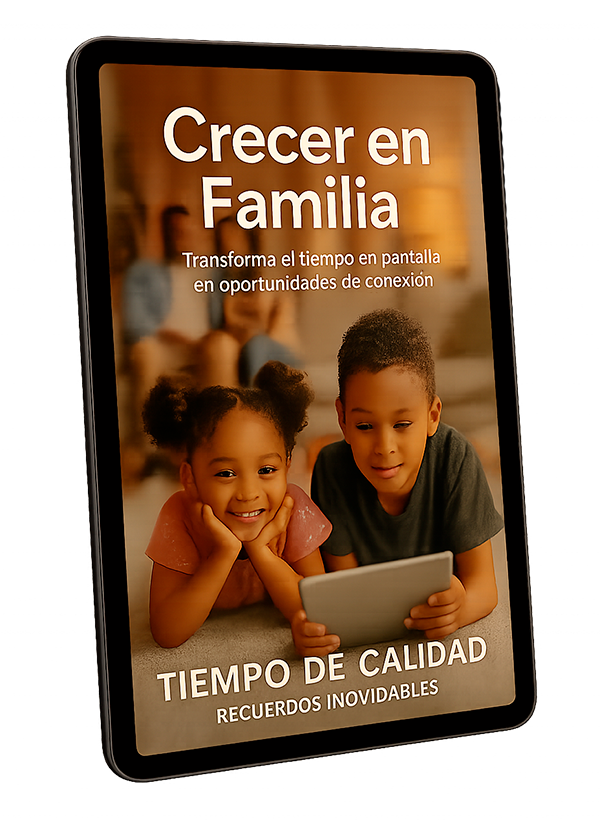 Crecer en
Familia
Transforma el tiempo en pantalla
en oportunidades de conexión
TIEMPO DE CALIDAD
RECUERDOS INOVIDABLES